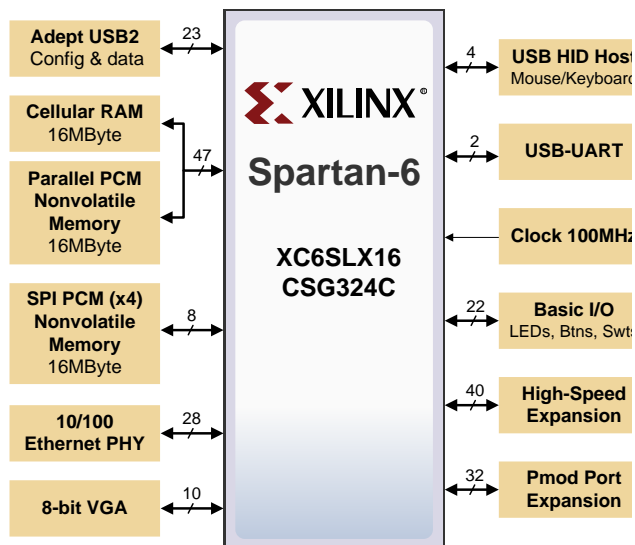 Adept USB2
Config & data
23
Cellular RAM
16MByte
47
Parallel PCM
Nonvolatile
Memory
16MByte
SPI PCM (x4)
Nonvolatile
Memory
16MByte
8
10/100
Ethernet PHY
28
8-bit VGA
10
XILINX®
Spartan-6
XC6SLX16
CSG324C
4
USB HID Host
Mouse/Keyboard
2
USB-UART
Clock 100MHz
22
Basic I/O
LEDs, Btns, Swts
40
High-Speed
Expansion
32
Pmod Port
Expansion